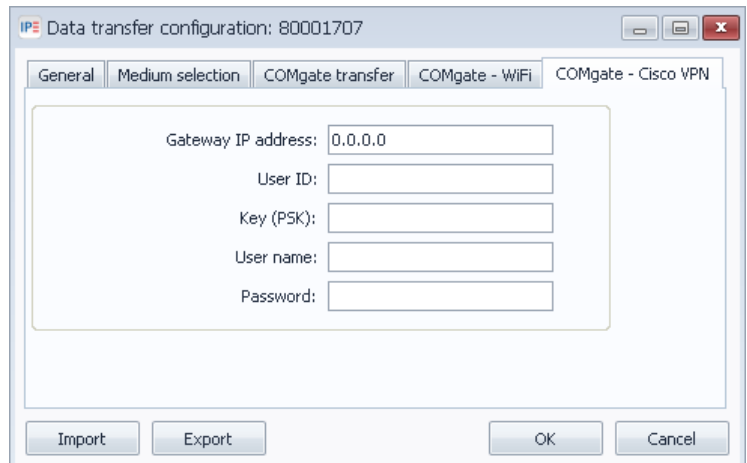 IPE Data transfer configuration: 80001707
General Medium selection COMgate transfer COMgate - WiFi COMgate - Cisco VPN
Gateway IP address: 0.0.0.0
User ID:
Key (PSK):
User name:
Password:
Import Export OK Cancel